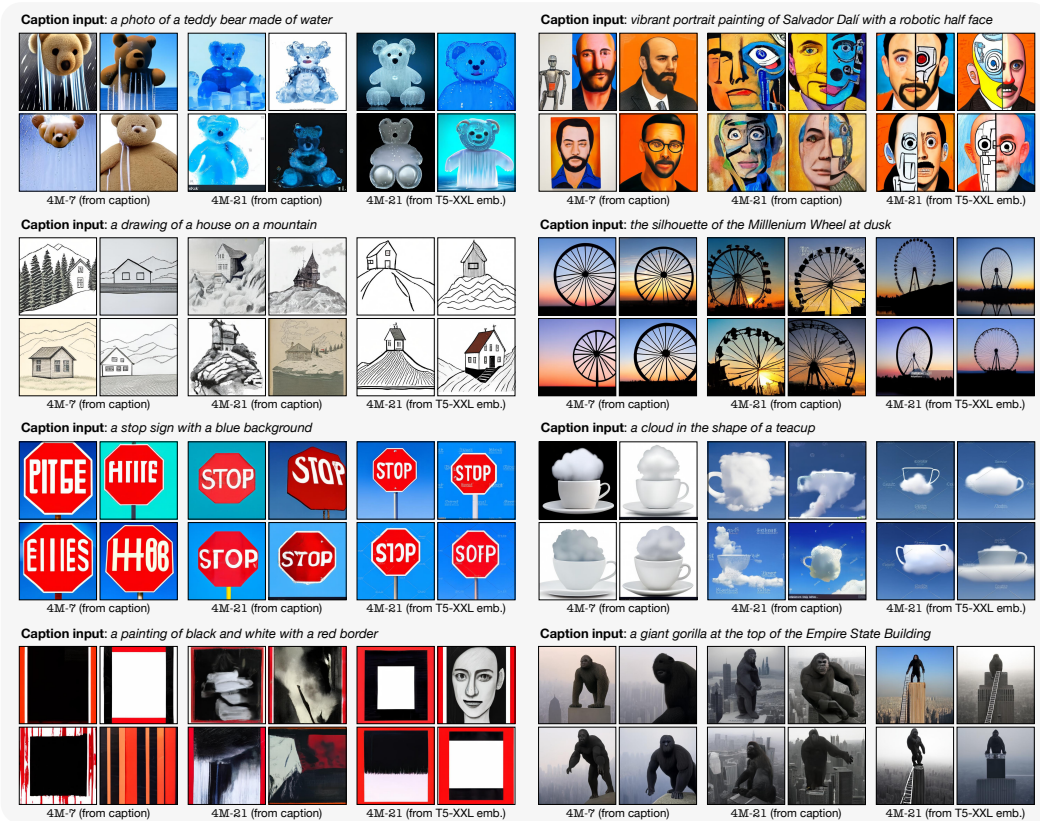 Caption input: a photo of a teddy bear made of water
4M-7 (from caption)
4M-21 (from caption)
4M-21 (from T5-XXL emb.)
Caption input: vibrant portrait painting of Salvador Dalí with a robotic half face
4M-7 (from caption)
4M-21 (from caption)
4M-21 (from T5-XXL emb.)
Caption input: a drawing of a house on a mountain
4M-7 (from caption)
4M-21 (from caption)
4M-21 (from T5-XXL emb.)
Caption input: the silhouette of the Milllenium Wheel at dusk
4M-7 (from caption)
4M-21 (from caption)
4M-21 (from T5-XXL emb.)
Caption input: a stop sign with a blue background
STOP
STOP
STOP
STDP
STOP
4M-7 (from caption)
4M-21 (from caption)
4M-21 (from T5-XXL emb.)
Caption input: a cloud in the shape of a teacup
4M-7 (from caption)
4M-21 (from caption)
4M-21 (from T5-XXL emb.)
Caption input: a painting of black and white with a red border
4M-7 (from caption)
4M-21 (from caption)
4M-21 (from T5-XXL emb.)
Caption input: a giant gorilla at the top of the Empire State Building
4M-7 (from caption)
4M-21 (from caption)
4M-21 (from T5-XXL emb.)